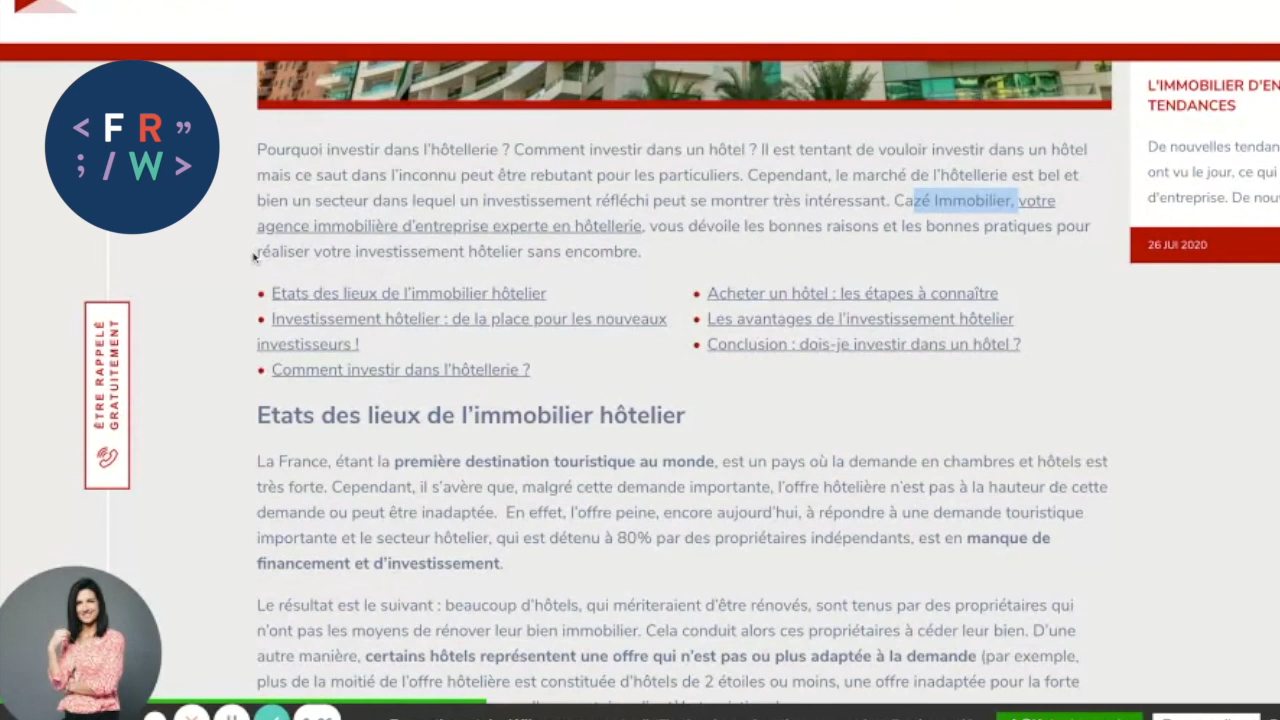 < F R ”
; / W >
ÊTRE RAPPELÉ
GRATUITEMENT
Pourquoi investir dans l’hôtellerie ? Comment investir dans un hôtel ? Il est tentant de vouloir investir dans un hôtel
mais ce saut dans l’inconnu peut être rebutant pour les particuliers. Cependant, le marché de l’hôtellerie est bel et
bien un secteur dans lequel un investissement réfléchi peut se montrer très intéressant. Cazé Immobilier, votre
agence immobilière d’entreprise experte en hôtellerie, vous dévoile les bonnes raisons et les bonnes pratiques pour
réaliser votre investissement hôtelier sans encombre.
• Etats des lieux de l’immobilier hôtelier
• Investissement hôtelier : de la place pour les nouveaux
investisseurs !
• Comment investir dans l’hôtellerie ?
• Acheter un hôtel : les étapes à connaître
• Les avantages de l’investissement hôtelier
• Conclusion : dois-je investir dans un hôtel ?
Etats des lieux de l’immobilier hôtelier
La France, étant la première destination touristique au monde, est un pays où la demande en chambres et hôtels est
très forte. Cependant, il s’avère que, malgré cette demande importante, l’offre hôtelière n’est pas à la hauteur de cette
demande ou peut être inadaptée. En effet, l’offre peine, encore aujourd’hui, à répondre à une demande touristique
importante et le secteur hôtelier, qui est détenu à 80% par des propriétaires indépendants, est en manque de
financement et d’investissement.
Le résultat est le suivant : beaucoup d’hôtels, qui mériteraient d’être rénovés, sont tenus par des propriétaires qui
n’ont pas les moyens de rénover leur bien immobilier. Cela conduit alors ces propriétaires à céder leur bien. D’une
autre manière, certains hôtels représentent une offre qui n’est pas ou plus adaptée à la demande (par exemple,
plus de la moitié de l’offre hôtelière est constituée d’hôtels de 2 étoiles ou moins, une offre inadaptée pour la forte
L'IMMOBILIER D'EN
TENDANCES
De nouvelles tendan
ont vu le jour, ce qui
d'entreprise. De nou
26 JUI 2020